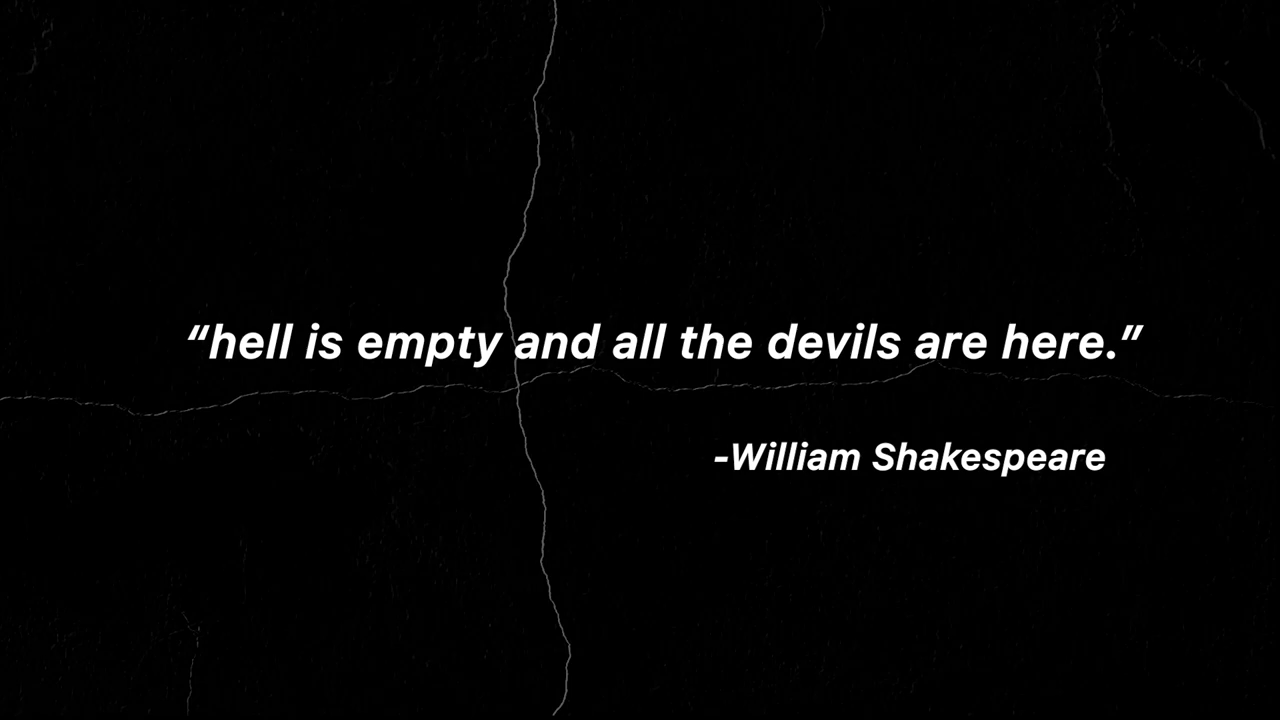 “hell is empty and all the devils are here.”
-William Shakespeare